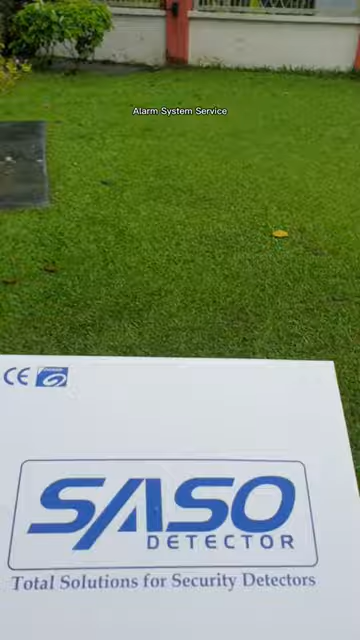 Alarm System Service
CE
SASO
DETECTOR
Total Solutions for Security Detectors